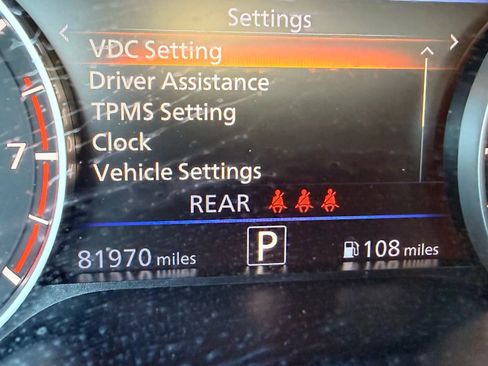 Settings
VDC Setting
Driver Assistance
TPMS Setting
Clock
Vehicle Settings
REAR
81970 miles
P
108 miles
7